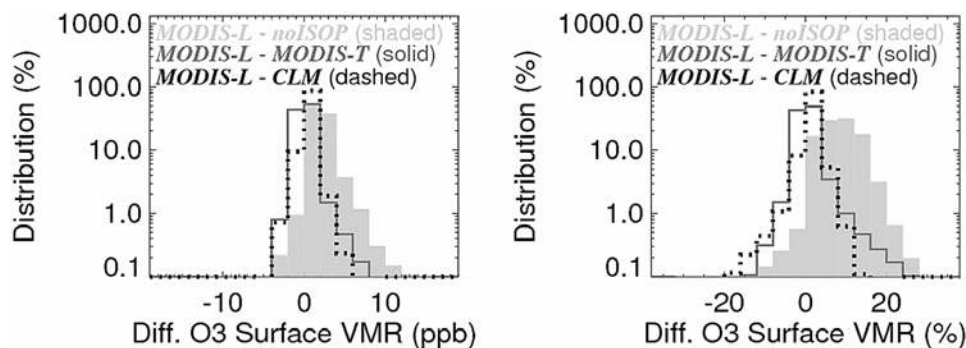 1000.0
100.0
10.0
1.0
0.1
Distribution (%)
MODIS-L - noISOP (shaded)
MODIS-L - MODIS-T (solid)
MODIS-L - CLM (dashed)
-10 0 10
Diff. O3 Surface VMR (ppb)
1000.0
100.0
10.0
1.0
0.1
Distribution (%)
MODIS-L - noISOP (shaded)
MODIS-L - MODIS-T (solid)
MODIS-L - CLM (dashed)
-20 0 20
Diff. O3 Surface VMR (%)